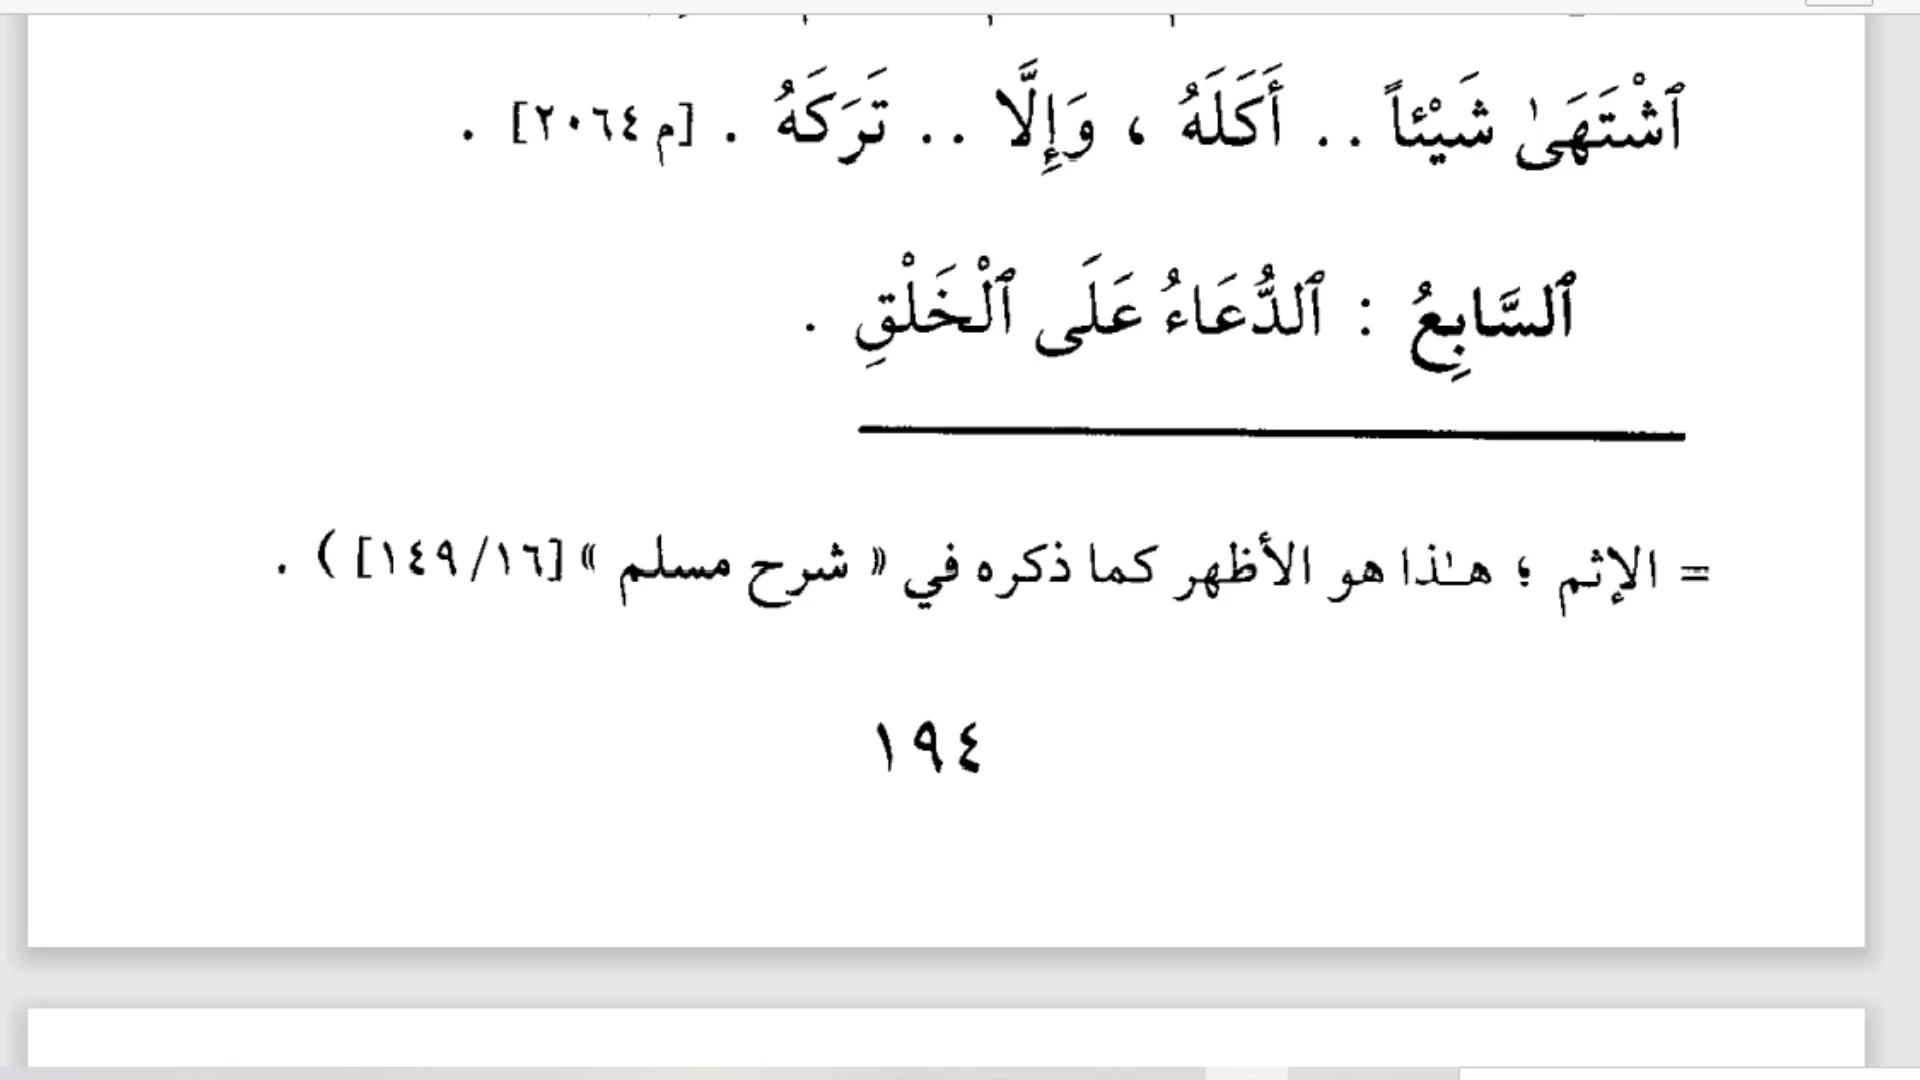 ٱشْتَهَىٰ شَيْئاً .. أَكَلَهُ ، وَإِلَّا .. تَرَكَهُ . [م ٢٠٦٤] .
ٱلسَّابِعُ : ٱلدُّعَاءُ عَلَى ٱلْخَلْقِ .
= الإثم ؛ هـٰذا هو الأظهر كما ذكره في « شرح مسلم » [١٤٩/١٦] ) .
١٩٤